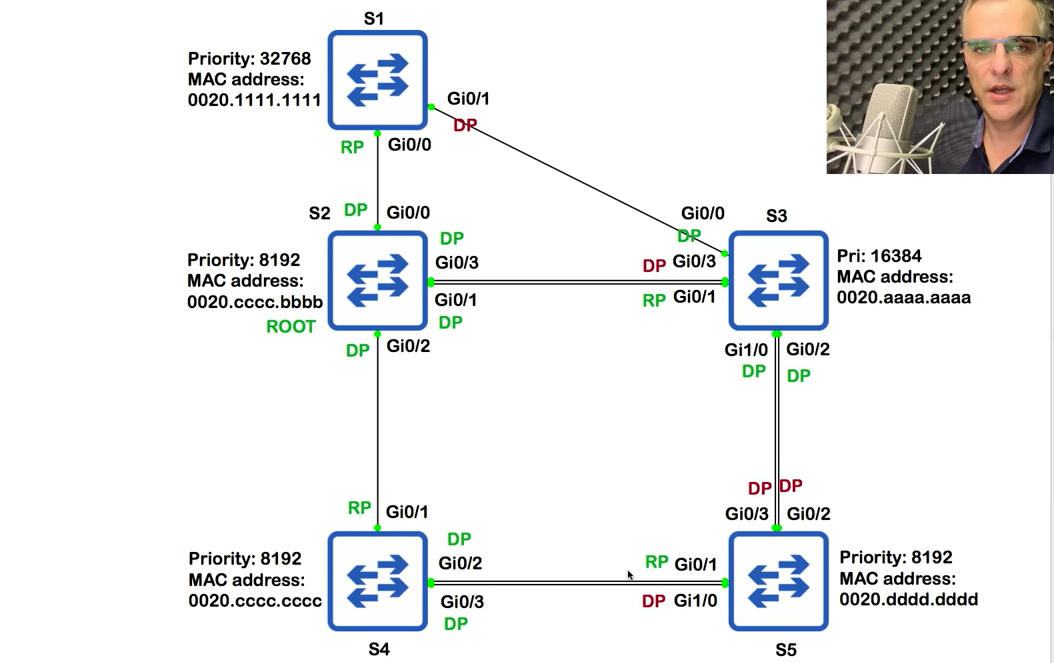 S1
Priority: 32768
MAC address:
0020.1111.1111
Gi0/1
DP
RP
Gi0/0
S2
DP
Gi0/0
Priority: 8192
MAC address:
0020.cccc.bbbb
ROOT
DP
Gi0/3
Gi0/1
DP
DP
Gi0/2
Gi0/0
DP
S3
DP
Gi0/3
RP
Gi0/1
Pri: 16384
MAC address:
0020.aaaa.aaaa
Gi1/0
Gi0/2
DP
DP
DP
DP
Gi0/3
Gi0/2
RP
Gi0/1
Priority: 8192
MAC address:
0020.cccc.cccc
DP
Gi0/2
Gi0/3
DP
S4
RP
Gi0/1
DP
Gi1/0
Priority: 8192
MAC address:
0020.dddd.dddd
S5